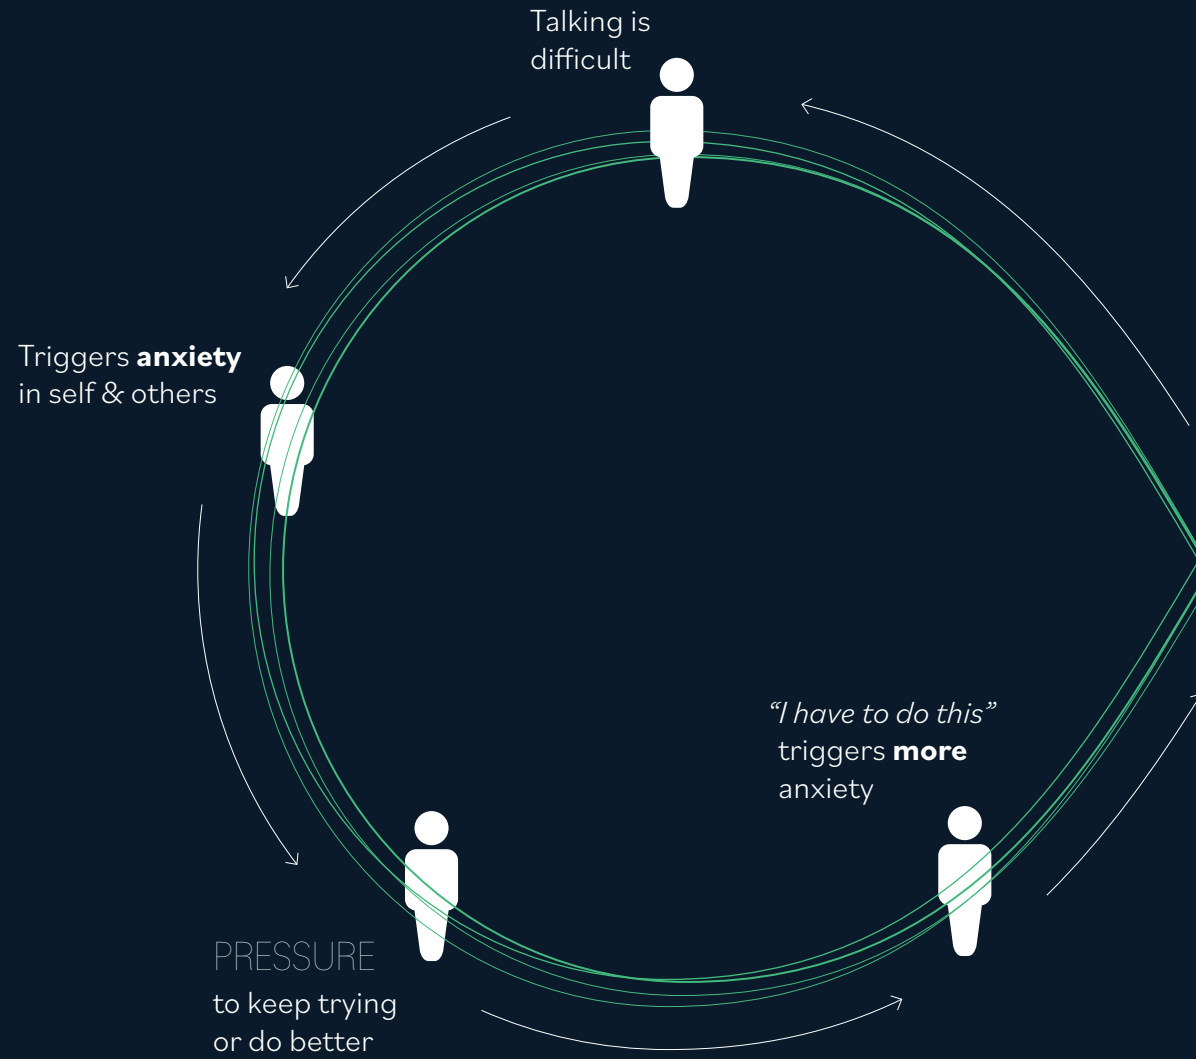 Talking is
difficult
Triggers anxiety
in self & others
PRESSURE
to keep trying
or do better
“I have to do this”
triggers more
anxiety